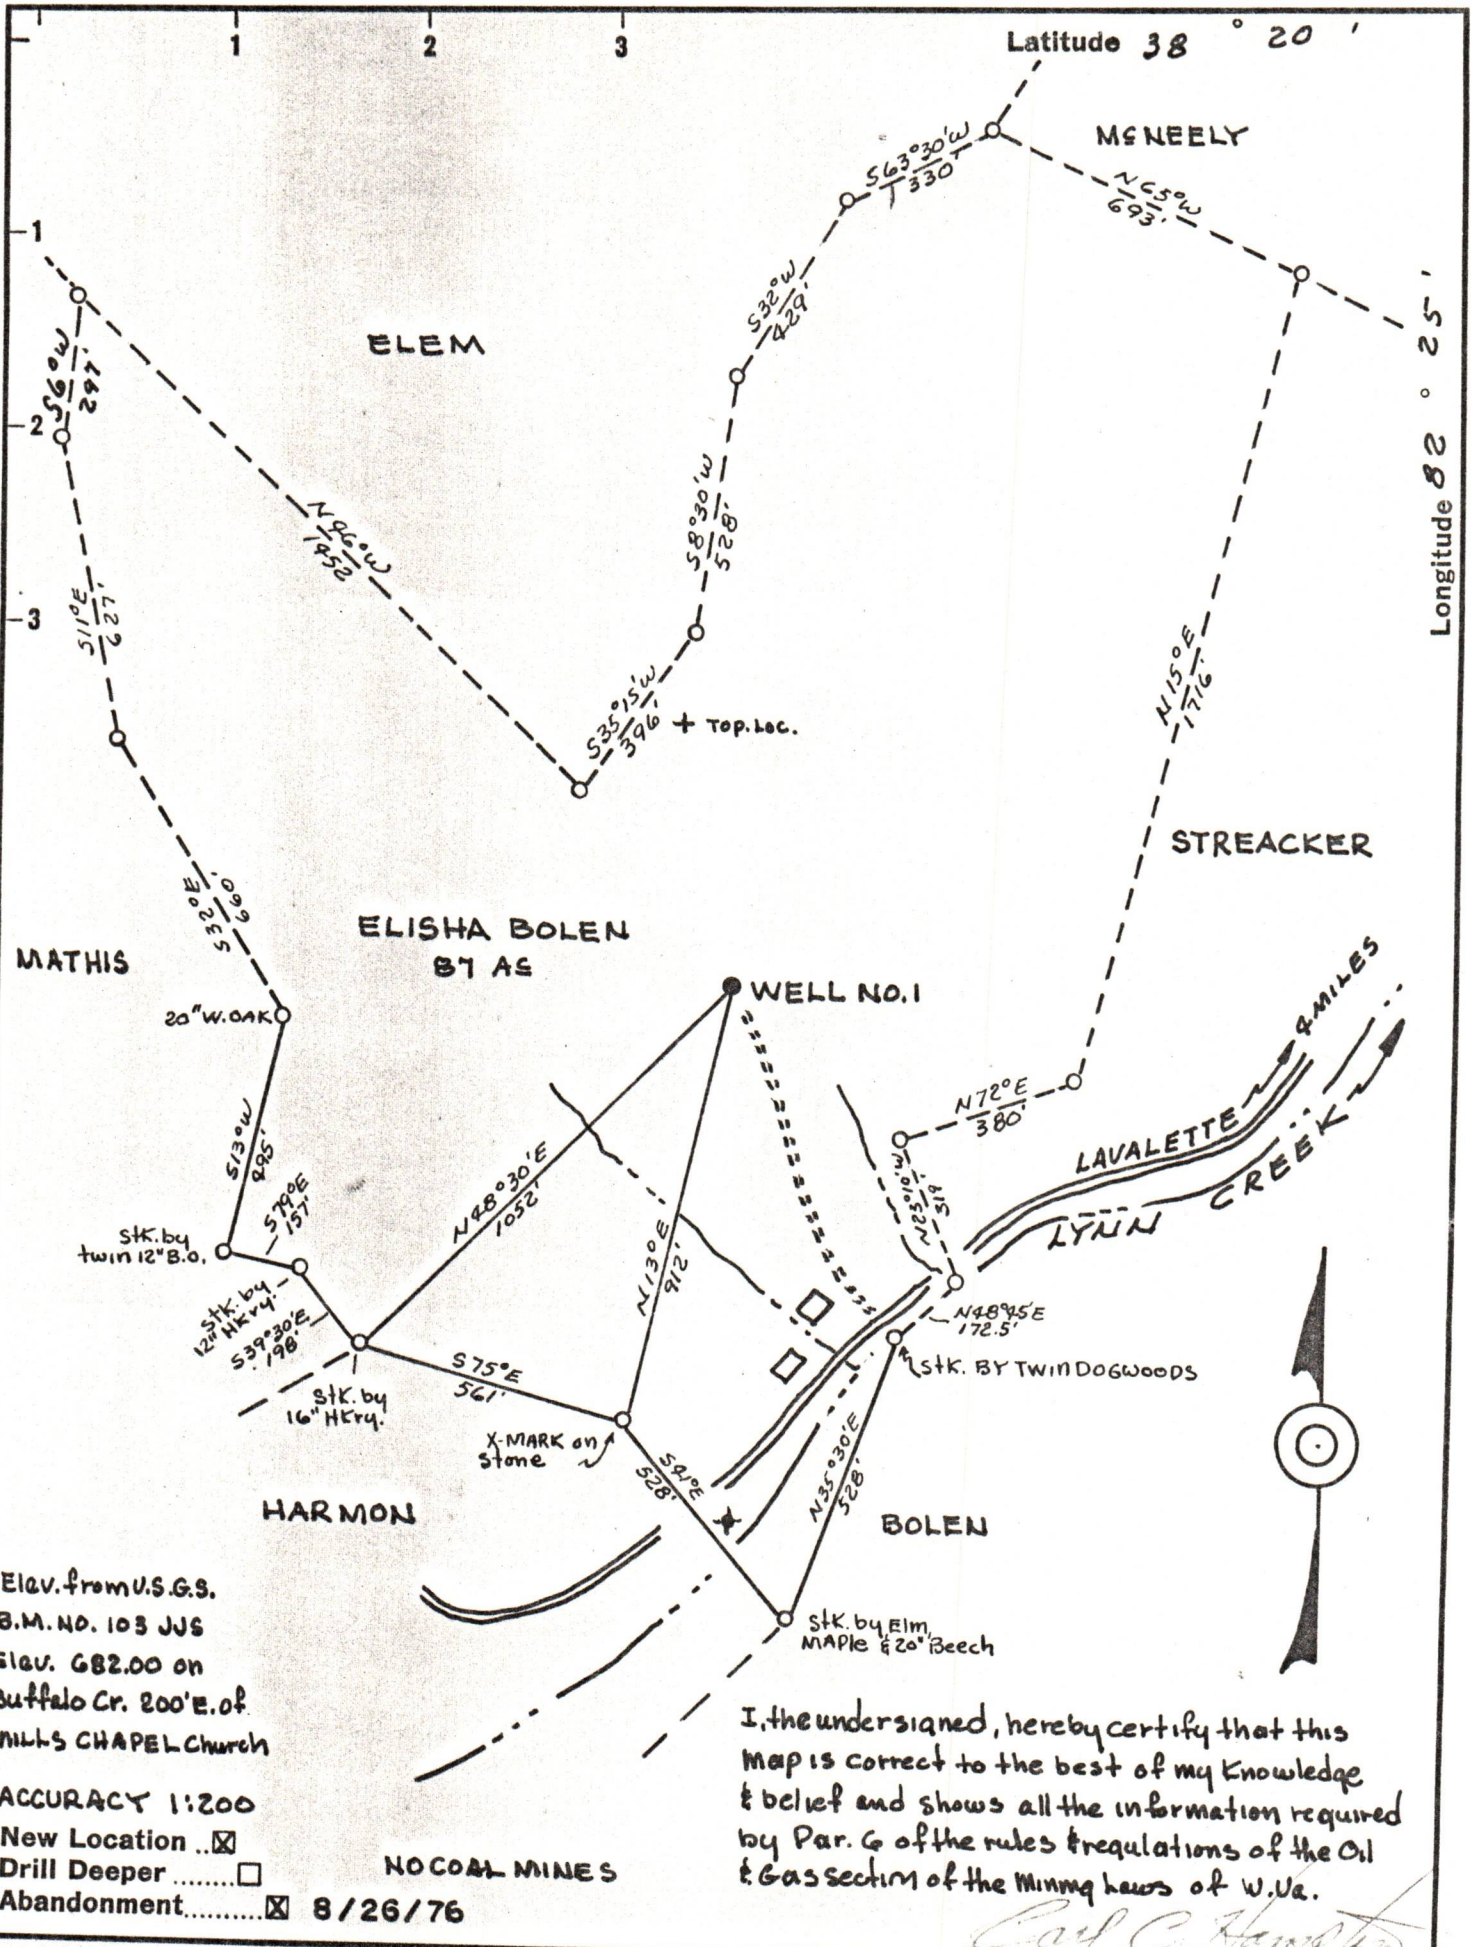 1 2 3
Latitude 38 ° 20 '
McNEELY
S63°30'W
330'
N65°W
693'
-1
S32°W
429'
ELEM
Longitude 82 ° 25 '
S6°W
297'
-2
N46°W
1452
S8°30'W
528'
S11°E
627'
-3
N15°E
1716'
S35°15'W
396'
+ TOP. LOC.
STREACKER
S32°E
660'
ELISHA BOLEN
87 AC
MATHIS
WELL NO. 1
20" W. OAK
4 MILES
N72°E
380'
LAVALETTE
LYNN CREEK
S13°W
495'
S79°E
157'
N48°30'E
1052'
N13°E
912'
N25°10'W
319'
Stk. by
twin 12" B.O.
Stk. by
12" Hkry.
S39°30'E
198'
N48°45'E
172.5'
S75°E
561'
Stk. BY TWIN DOGWOODS
Stk. by
16" Hkry.
X-MARK on
Stone
S41°E
528'
N35°30'E
528'
HARMON
BOLEN
Stk. by Elm,
MAPle & 20" Beech
Elev. from U.S.G.S.
B.M. NO. 103 JJS
Elev. 682.00 on
Buffalo Cr. 200' E. of
MILLS CHAPEL Church
ACCURACY 1:200
New Location ..☒
Drill Deeper ........☐
Abandonment..........☒ 8/26/76
NO COAL MINES
I, the undersigned, hereby certify that this
map is correct to the best of my Knowledge
& belief and shows all the information required
by Par. 6 of the rules & regulations of the Oil
& Gas section of the Mining Laws of W.Va.
Carl C.